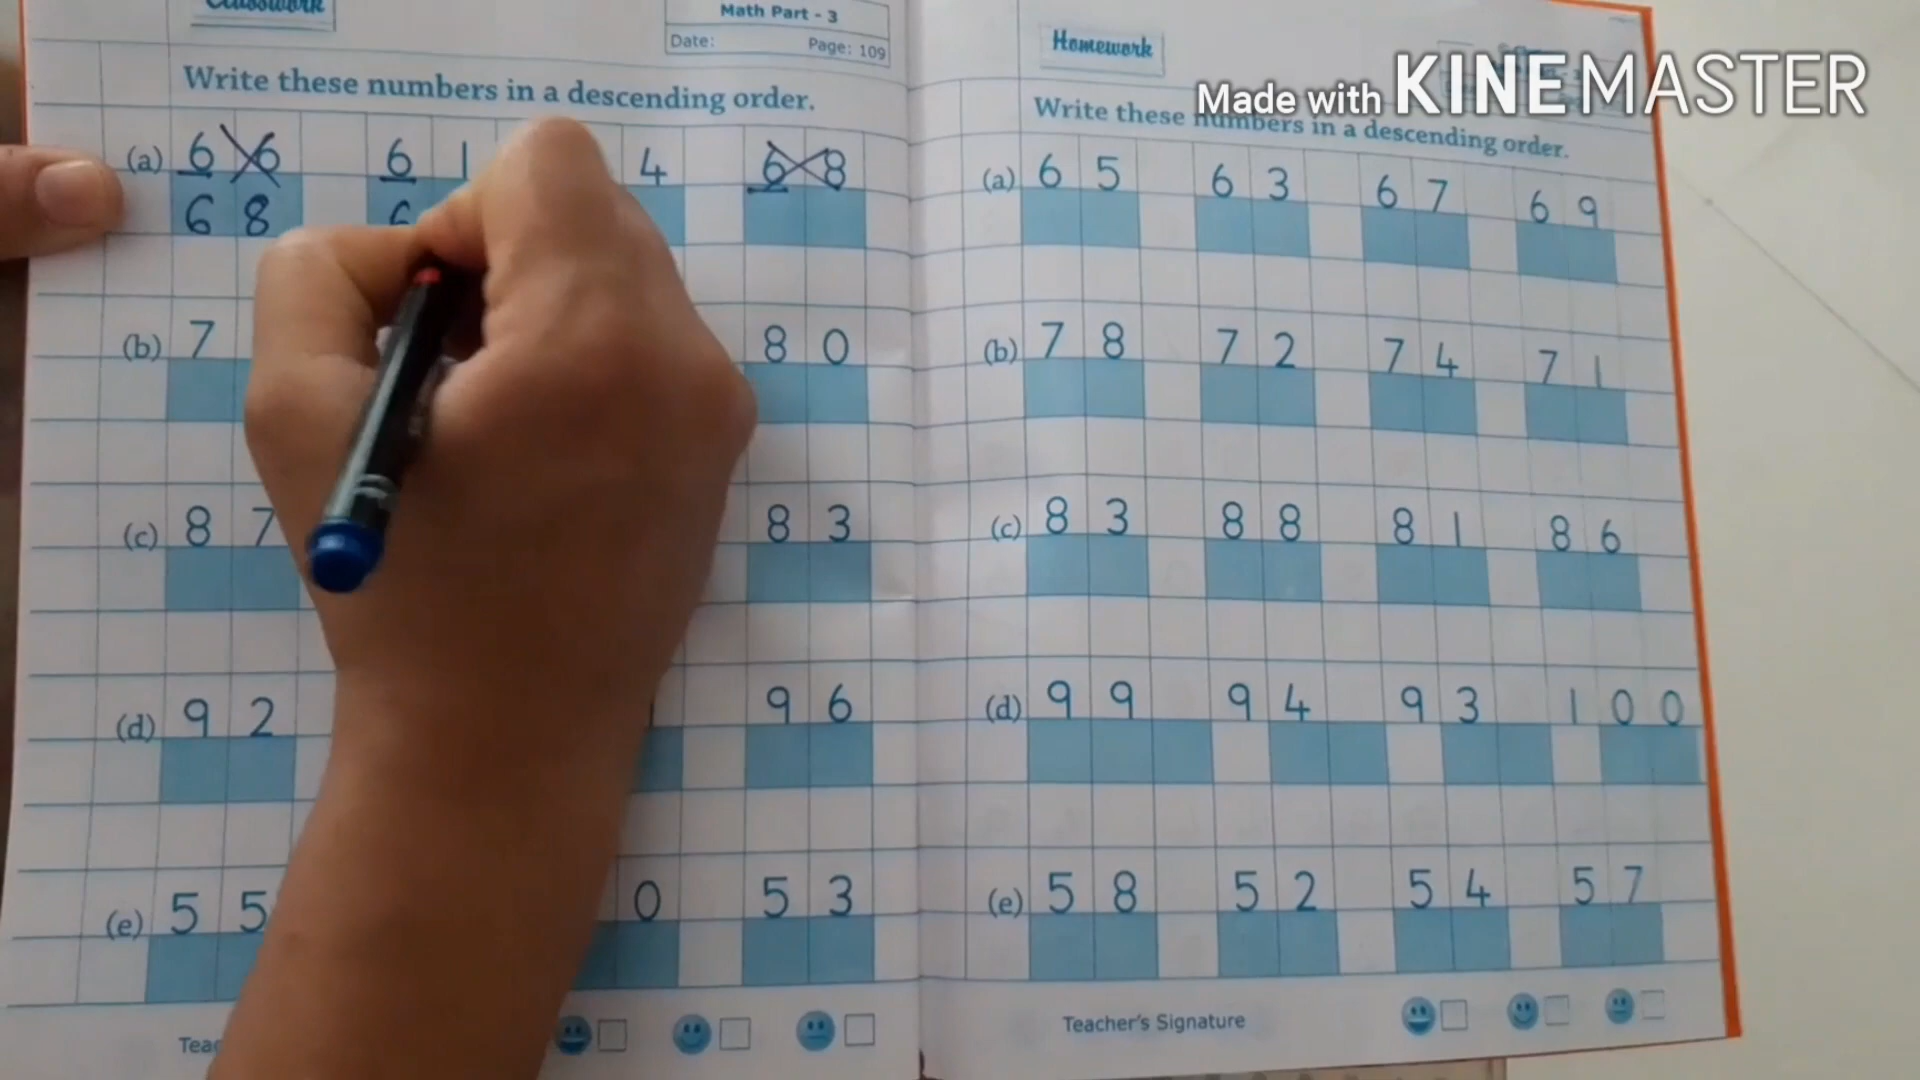 Classwork
Math Part - 3
Date: Page: 109
Write these numbers in a descending order.
(a) 6 6 6 1 4 6 8
6 8 6
(b) 7 8 0
(c) 8 7 8 3
(d) 9 2 9 6
(e) 5 5 0 5 3
Homework
Made with KINEMASTER
Write these numbers in a descending order.
(a) 6 5 6 3 6 7 6 9
(b) 7 8 7 2 7 4 7 1
(c) 8 3 8 8 8 1 8 6
(d) 9 9 9 4 9 3 1 0 0
(e) 5 8 5 2 5 4 5 7
Teacher's Signature